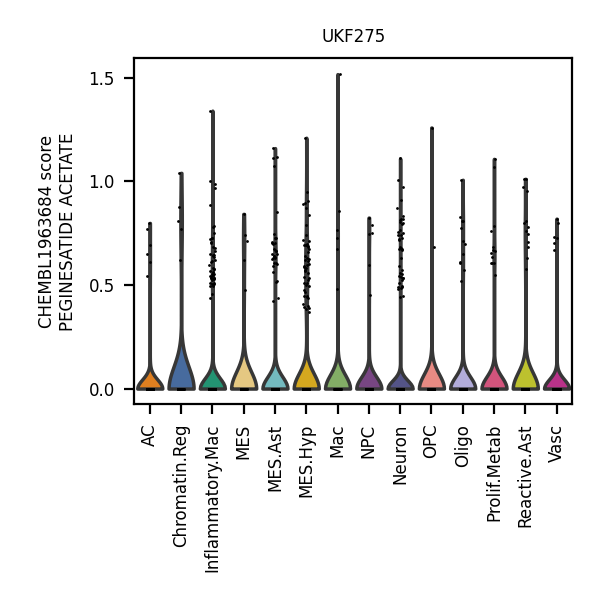 UKF275
CHEMBL1963684 score
PEGINESATIDE ACETATE
1.5
1.0
0.5
0.0
AC
Chromatin.Reg
Inflammatory.Mac
MES
MES.Ast
MES.Hyp
Mac
NPC
Neuron
OPC
Oligo
Prolif.Metab
Reactive.Ast
Vasc